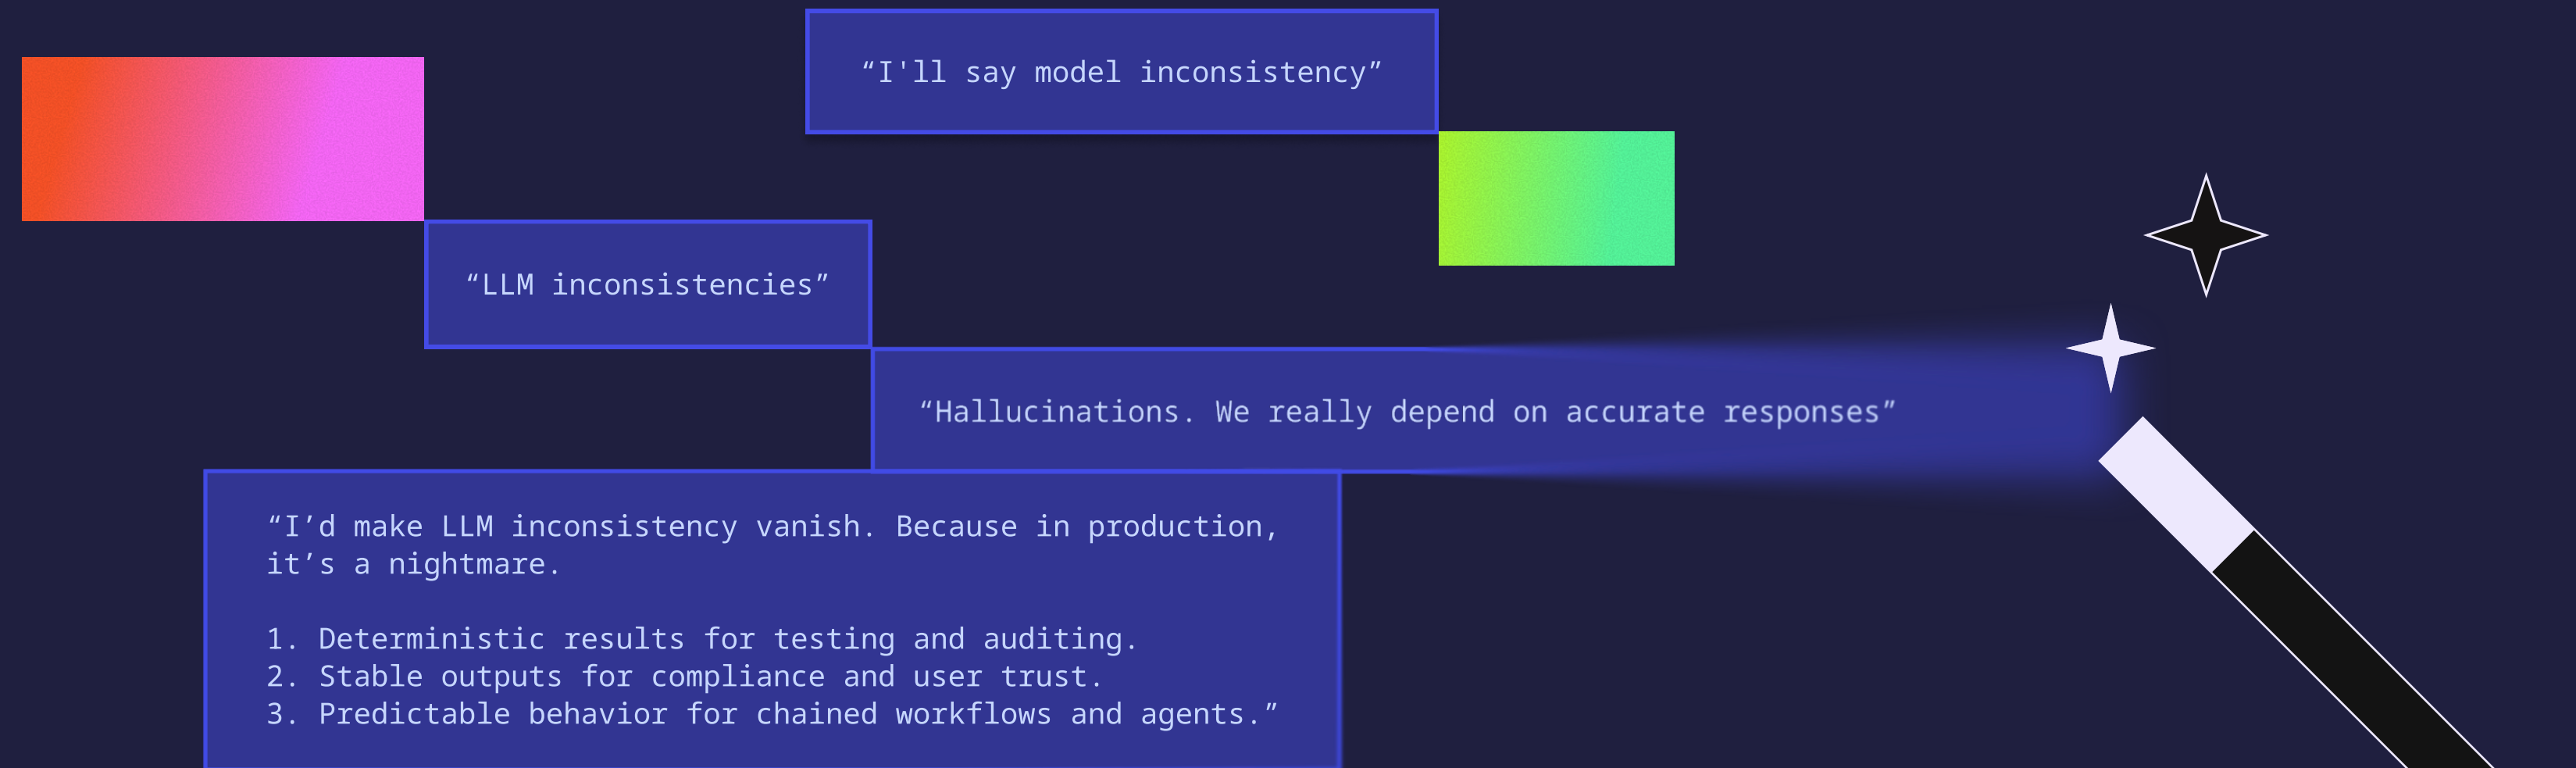 “I'll say model inconsistency”
“LLM inconsistencies”
“Hallucinations. We really depend on accurate responses”
“I’d make LLM inconsistency vanish. Because in production,
it’s a nightmare.
1. Deterministic results for testing and auditing.
2. Stable outputs for compliance and user trust.
3. Predictable behavior for chained workflows and agents.”